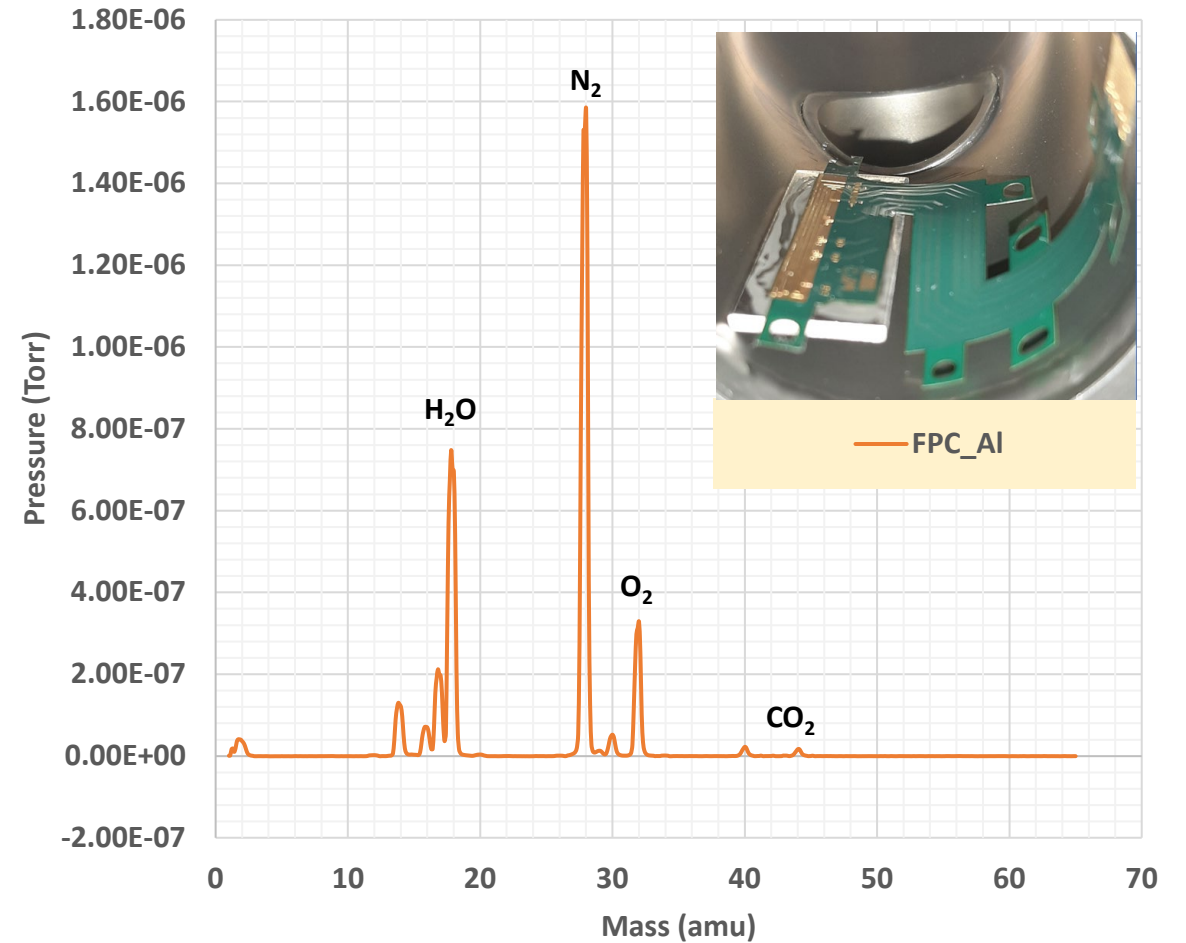 1.80E-06
1.60E-06
1.40E-06
1.20E-06
1.00E-06
8.00E-07
6.00E-07
4.00E-07
2.00E-07
0.00E+00
-2.00E-07
Pressure (Torr)
N₂
H₂O
O₂
CO₂
FPC_Al
0 10 20 30 40 50 60 70
Mass (amu)